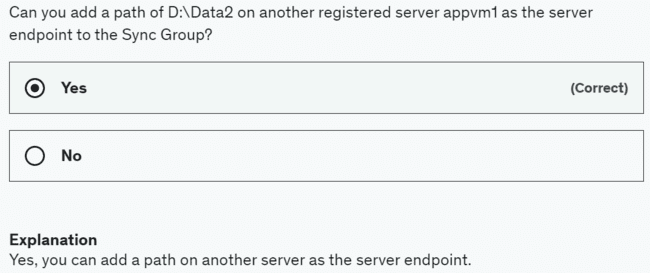 Can you add a path of D:\Data2 on another registered server appvm1 as the server
endpoint to the Sync Group?
Yes (Correct)
No
Explanation
Yes, you can add a path on another server as the server endpoint.